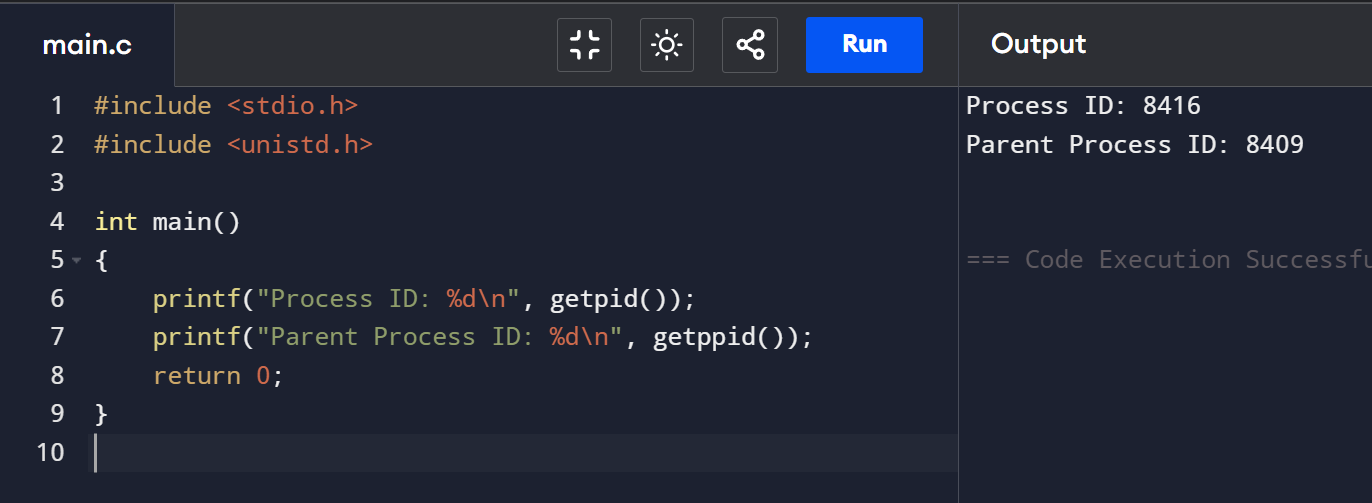 main.c
Run
Output
1 #include <stdio.h>
2 #include <unistd.h>
3
4 int main()
5 {
6     printf("Process ID: %d\n", getpid());
7     printf("Parent Process ID: %d\n", getppid());
8     return 0;
9 }
10
Process ID: 8416
Parent Process ID: 8409
=== Code Execution Successfu